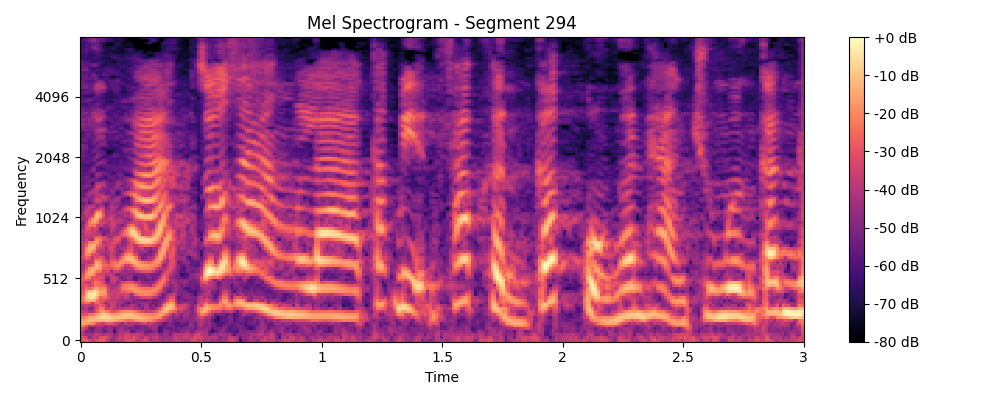 Mel Spectrogram - Segment 294
Frequency
4096
2048
1024
512
0
0
0.5
1
1.5
2
2.5
3
Time
+0 dB
-10 dB
-20 dB
-30 dB
-40 dB
-50 dB
-60 dB
-70 dB
-80 dB